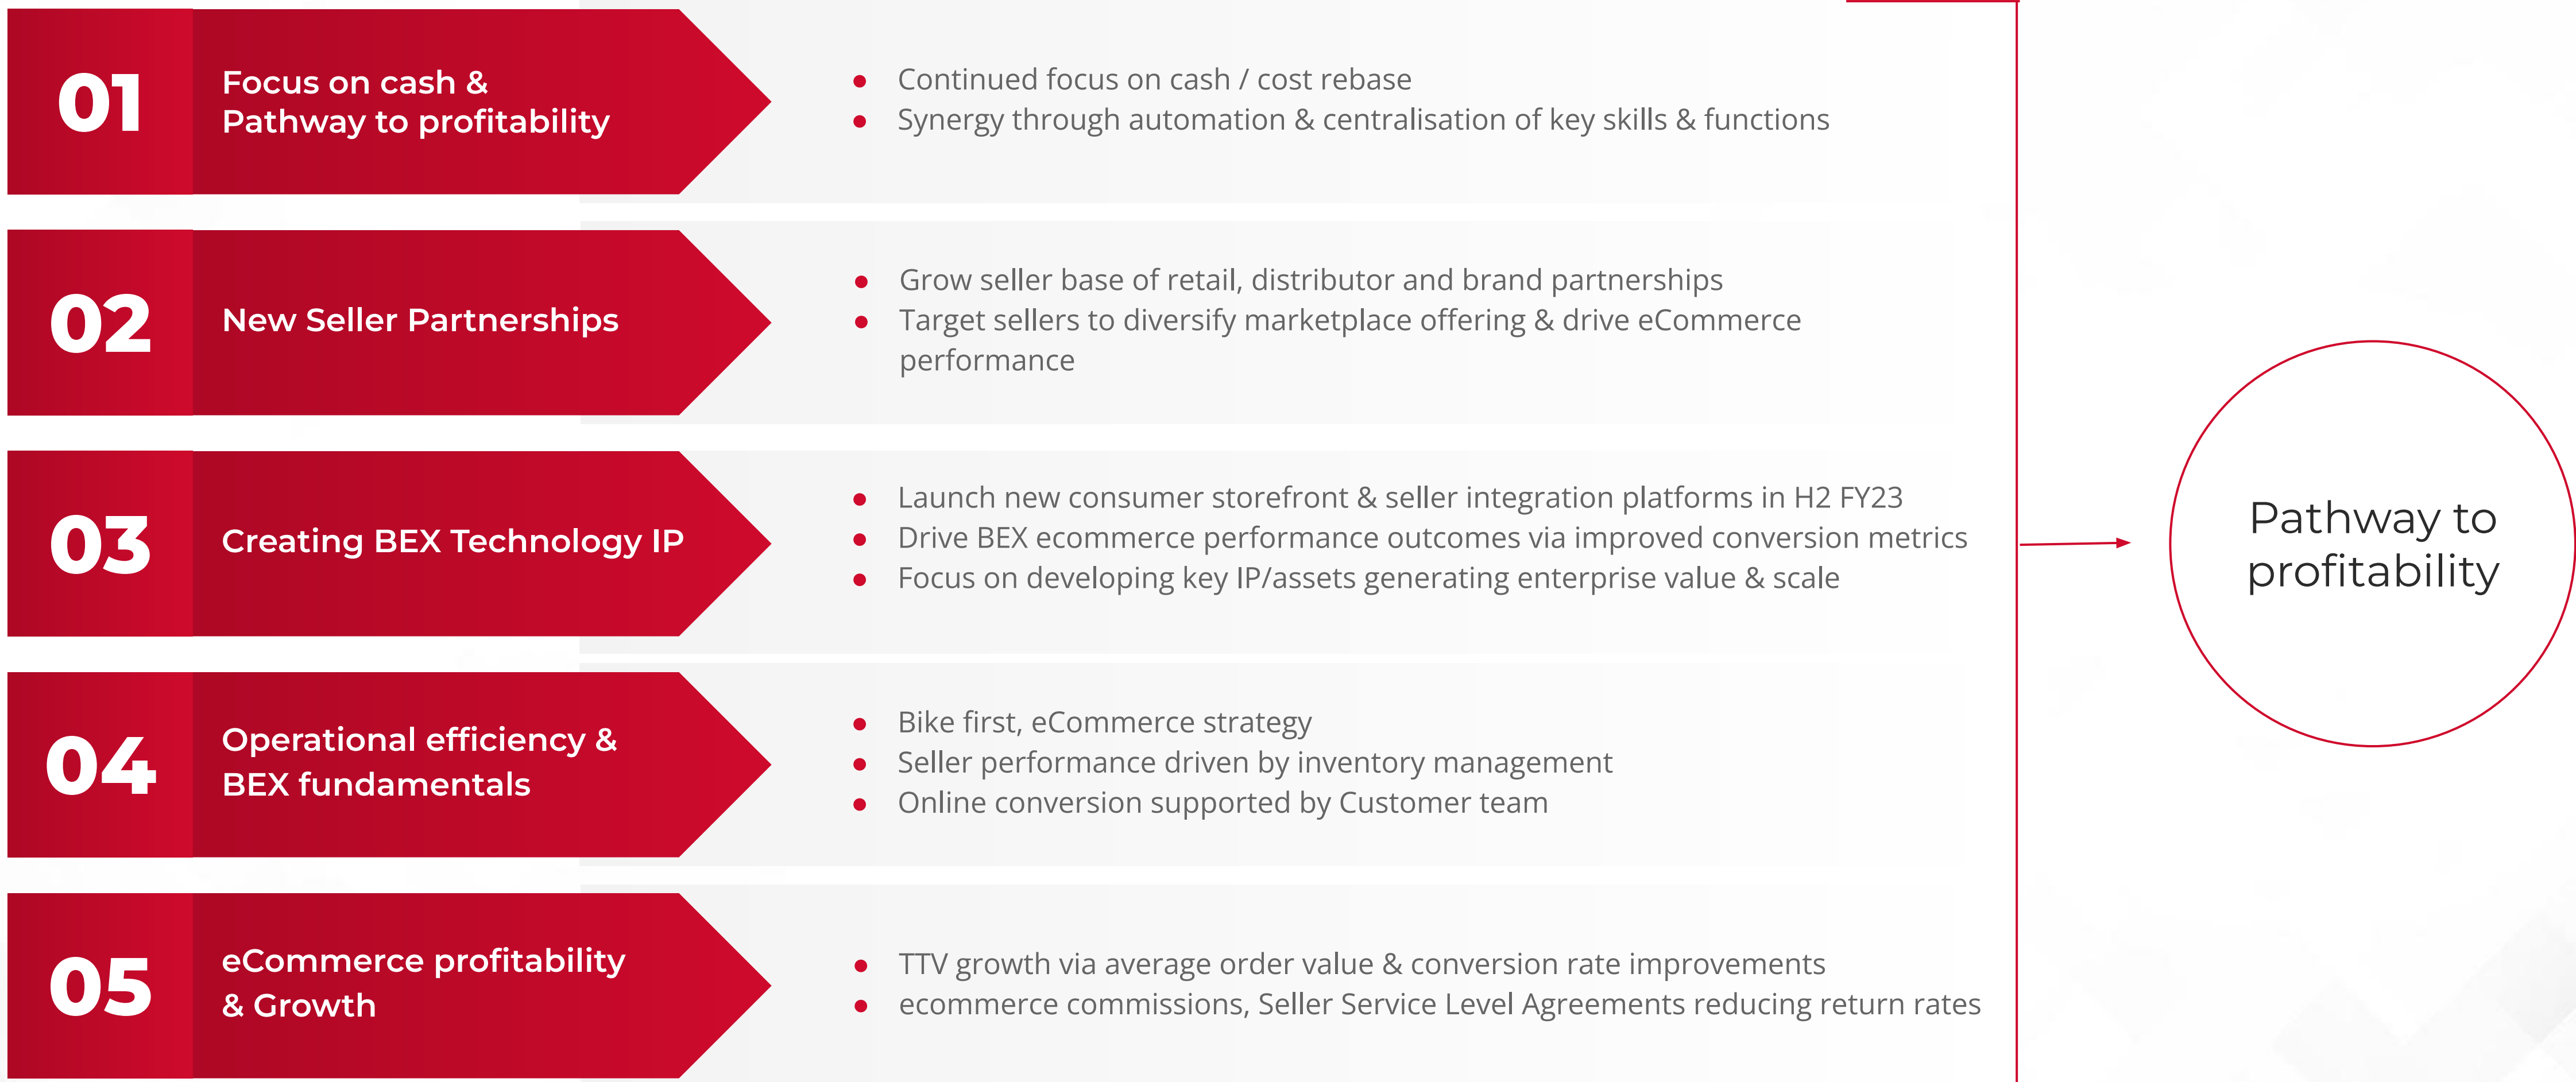 01
Focus on cash &
Pathway to profitability
• Continued focus on cash / cost rebase
• Synergy through automation & centralisation of key skills & functions
02
New Seller Partnerships
• Grow seller base of retail, distributor and brand partnerships
• Target sellers to diversify marketplace offering & drive eCommerce
performance
03
Creating BEX Technology IP
• Launch new consumer storefront & seller integration platforms in H2 FY23
• Drive BEX ecommerce performance outcomes via improved conversion metrics
• Focus on developing key IP/assets generating enterprise value & scale
04
Operational efficiency &
BEX fundamentals
• Bike first, eCommerce strategy
• Seller performance driven by inventory management
• Online conversion supported by Customer team
05
eCommerce profitability
& Growth
• TTV growth via average order value & conversion rate improvements
• ecommerce commissions, Seller Service Level Agreements reducing return rates
Pathway to
profitability